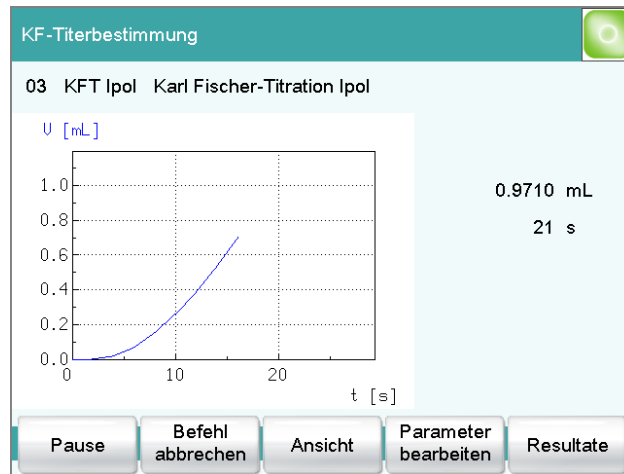 KF-Titerbestimmung
03 KFT Ipol Karl Fischer-Titration Ipol
V [mL]
1.0
0.8
0.6
0.4
0.2
0.0
0 10 20
t [s]
0.9710 mL
21 s
Pause
Befehl
abbrechen
Ansicht
Parameter
bearbeiten
Resultate